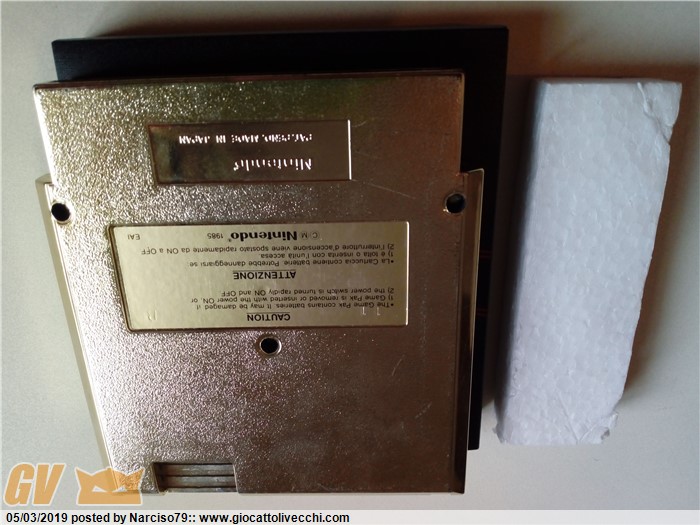 Nintendo®
PAT. PEND. MADE IN JAPAN
CAUTION
•The Game Pak contains batteries. It may be damaged if
1) Game Pak is removed or inserted with the power ON or
2) the power switch is turned rapidly ON and OFF
ATTENZIONE
•La Cartuccia contiene batterie. Potrebbe danneggiarsi se
1) è tolta o inserita con l'unità accesa
2) l'interruttore d'accensione viene spostato rapidamente da ON a OFF
Nintendo® 1985 EAI
GV
05/03/2019 posted by Narciso79:: www.giocattolivecchi.com